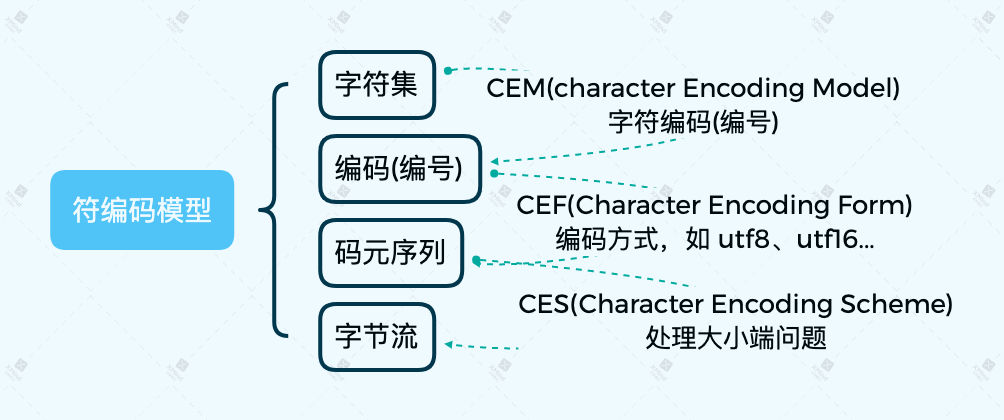 符编码模型
字符集
编码(编号)
码元序列
字节流
CEM(character Encoding Model)
字符编码(编号)
CEF(Character Encoding Form)
编码方式，如 utf8、utf16...
CES(Character Encoding Scheme)
处理大小端问题